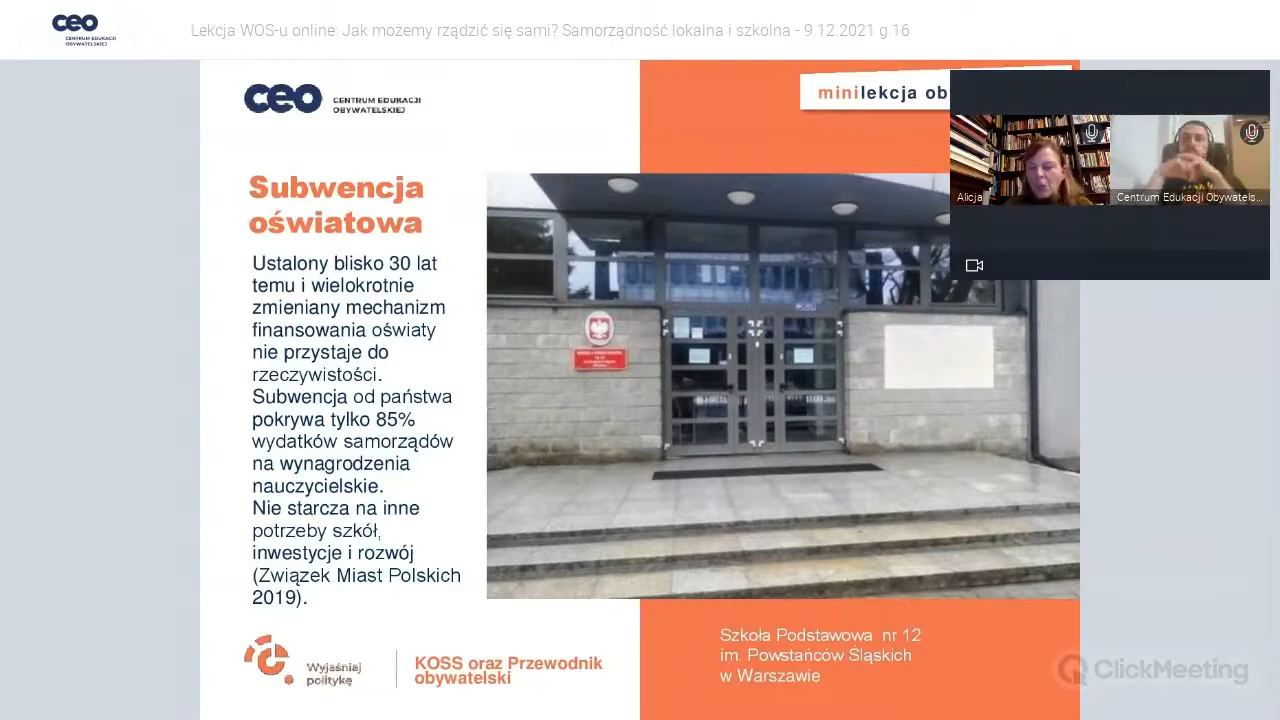 ceo
CENTRUM EDUKACJI
OBYWATELSKIEJ
Lekcja WOS-u online: Jak mozemy rządzić się sami? Samorządność lokalna i szkolna - 9.12.2021 g.16
ceo
CENTRUM EDUKACJI
OBYWATELSKIEJ
minilekcja ob
Alicja
Centrum Edukacji Obywatels...
Subwencja
oświatowa
Ustalony blisko 30 lat
temu i wielokrotnie
zmieniany mechanizm
finansowania oświaty
nie przystaje do
rzeczywistości.
Subwencja od państwa
pokrywa tylko 85%
wydatków samorządów
na wynagrodzenia
nauczycielskie.
Nie starcza na inne
potrzeby szkół,
inwestycje i rozwój
(Związek Miast Polskich
2019).
Wyjaśniaj
politykę
KOSS oraz Przewodnik
obywatelski
Szkoła Podstawowa nr 12
im. Powstańców Śląskich
w Warszawie
ClickMeeting